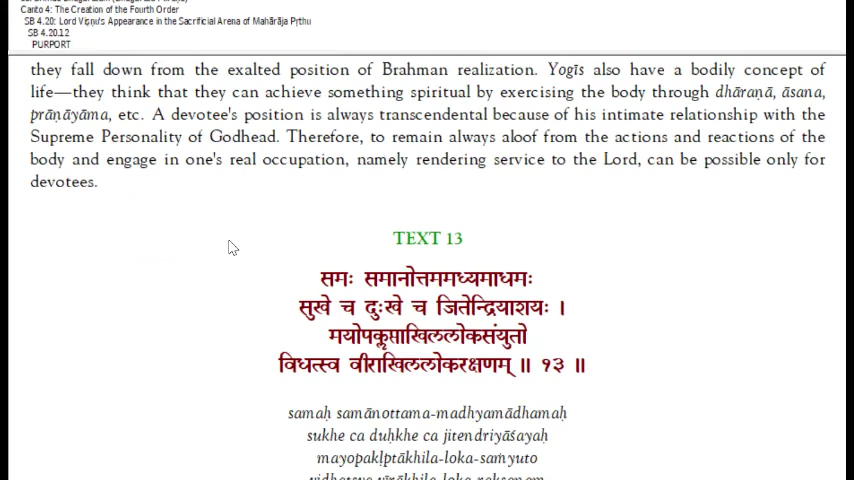 Canto 4: The Creation of the Fourth Order
SB 4.20: Lord Viṣṇu's Appearance in the Sacrificial Arena of Mahārāja Pṛthu
SB 4.20.12
PURPORT
they fall down from the exalted position of Brahman realization. Yogīs also have a bodily concept of
life—they think that they can achieve something spiritual by exercising the body through dhāraṇā, āsana,
prāṇāyāma, etc. A devotee's position is always transcendental because of his intimate relationship with the
Supreme Personality of Godhead. Therefore, to remain always aloof from the actions and reactions of the
body and engage in one's real occupation, namely rendering service to the Lord, can be possible only for
devotees.
TEXT 13
समः समानोत्तममध्यमाधमः
सुखे च दुःखे च जितेन्द्रियाशयः ।
मयोपकॢप्ताखिललोकसंयुतो
विधत्स्व वीराखिललोकरक्षणम् ॥ १३ ॥
samaḥ samānottama-madhyamādhamaḥ
sukhe ca duḥkhe ca jitendriyāśayaḥ
mayopakḷptākhila-loka-saṁyuto